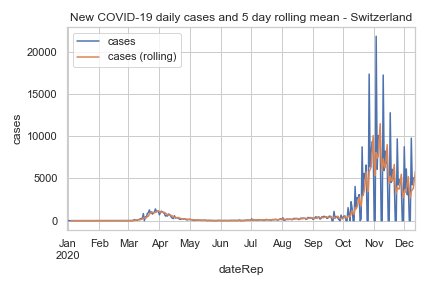 New COVID-19 daily cases and 5 day rolling mean - Switzerland
cases
cases (rolling)
20000
15000
10000
5000
0
cases
Jan Feb Mar Apr May Jun Jul Aug Sep Oct Nov Dec
2020
dateRep